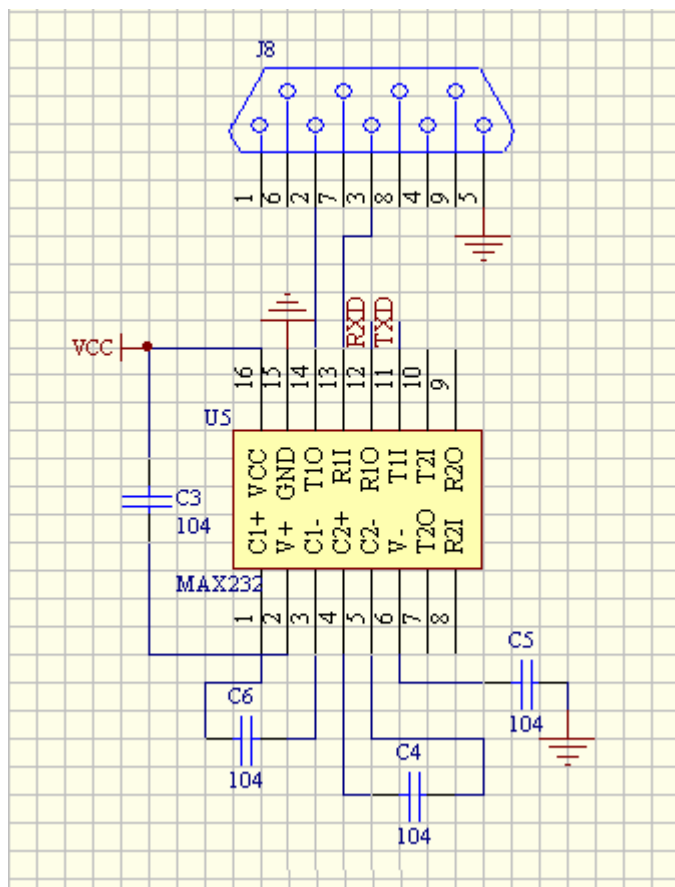 J8
1 6 2 7 3 8 4 9 5
RXD
TXD
VCC
16 15 14 13 12 11 10 9
U5
VCC GND T1O R1I R1O T1I T2I R2O
C1+ V+ C1- C2+ C2- V- T2O R2I
C3
104
MAX232
1 2 3 4 5 6 7 8
C5
104
C6
104
C4
104